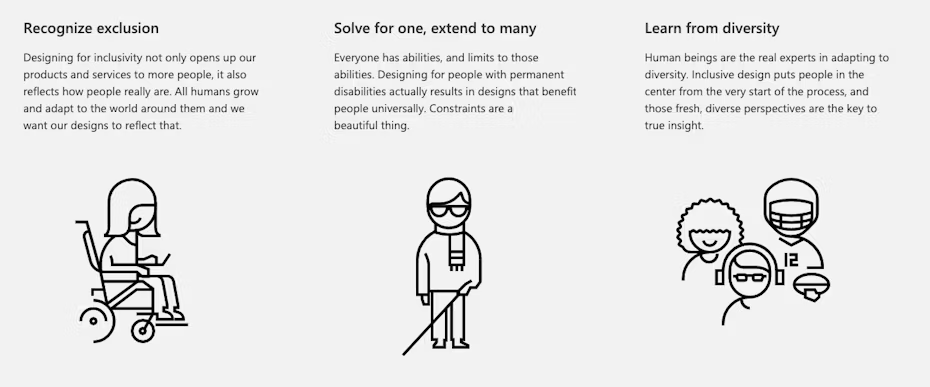 Recognize exclusion
Designing for inclusivity not only opens up our
products and services to more people, it also
reflects how people really are. All humans grow
and adapt to the world around them and we
want our designs to reflect that.
Solve for one, extend to many
Everyone has abilities, and limits to those
abilities. Designing for people with permanent
disabilities actually results in designs that benefit
people universally. Constraints are a
beautiful thing.
Learn from diversity
Human beings are the real experts in adapting to
diversity. Inclusive design puts people in the
center from the very start of the process, and
those fresh, diverse perspectives are the key to
true insight.
12